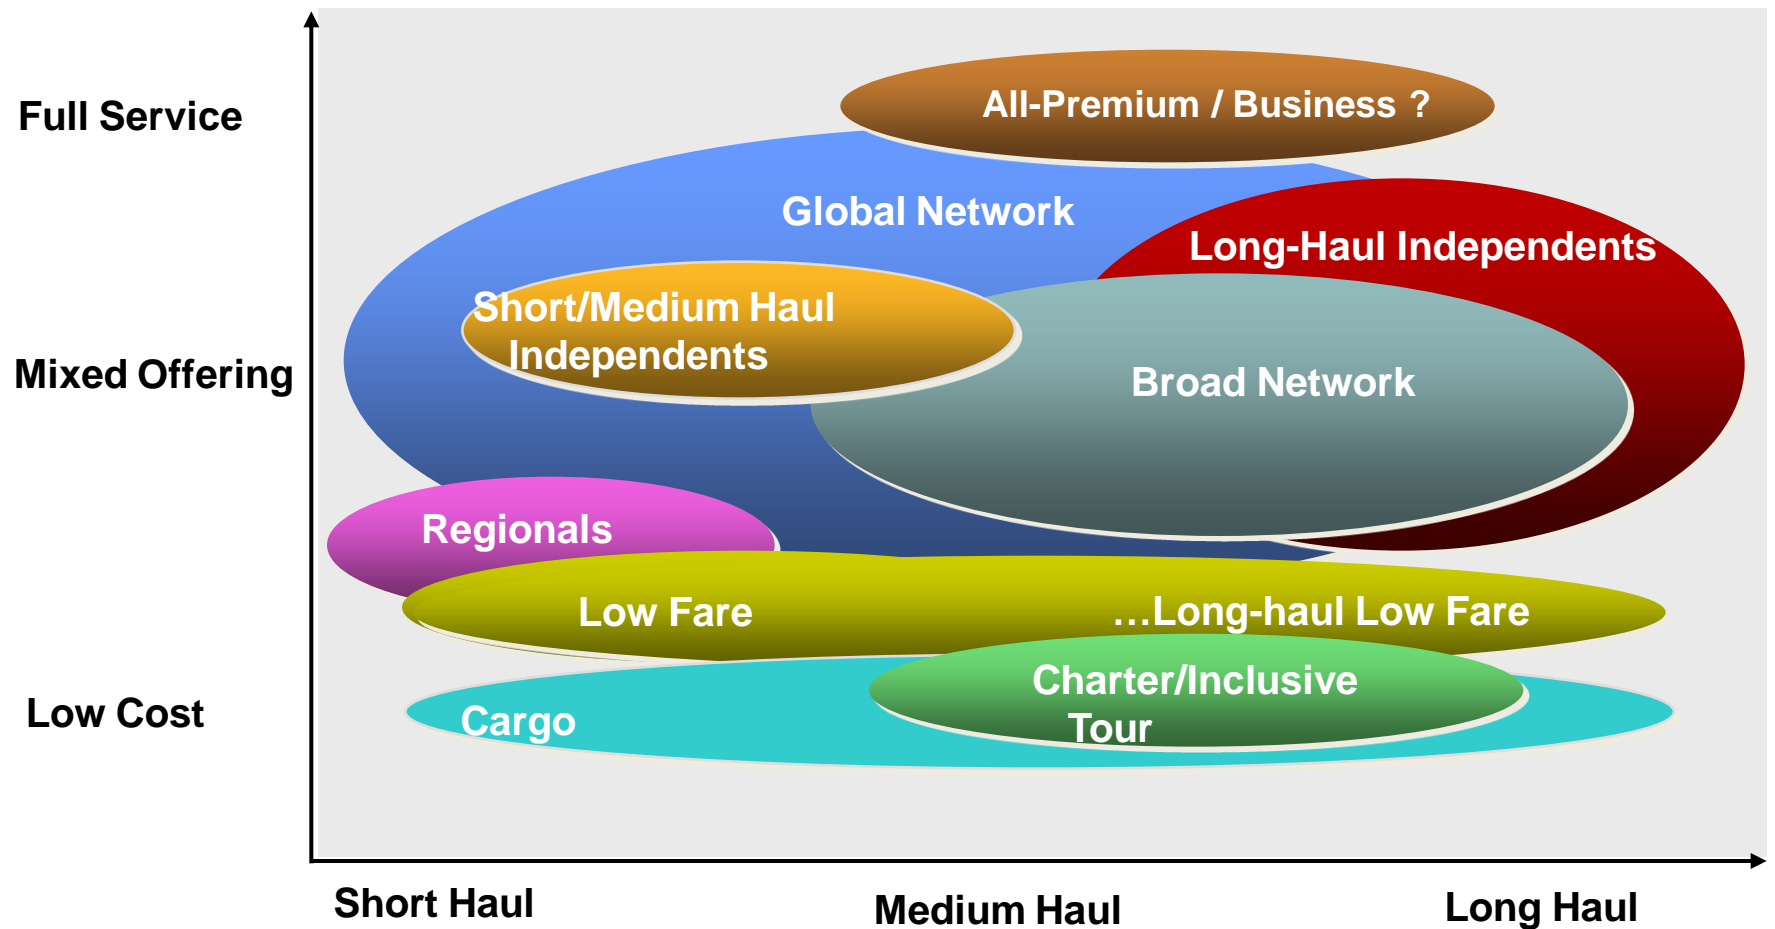 Full Service
All-Premium / Business ?
Global Network
Long-Haul Independents
Short/Medium Haul
Independents
Mixed Offering
Broad Network
Regionals
Low Fare
...Long-haul Low Fare
Charter/Inclusive
Tour
Low Cost
Cargo
Short Haul
Medium Haul
Long Haul